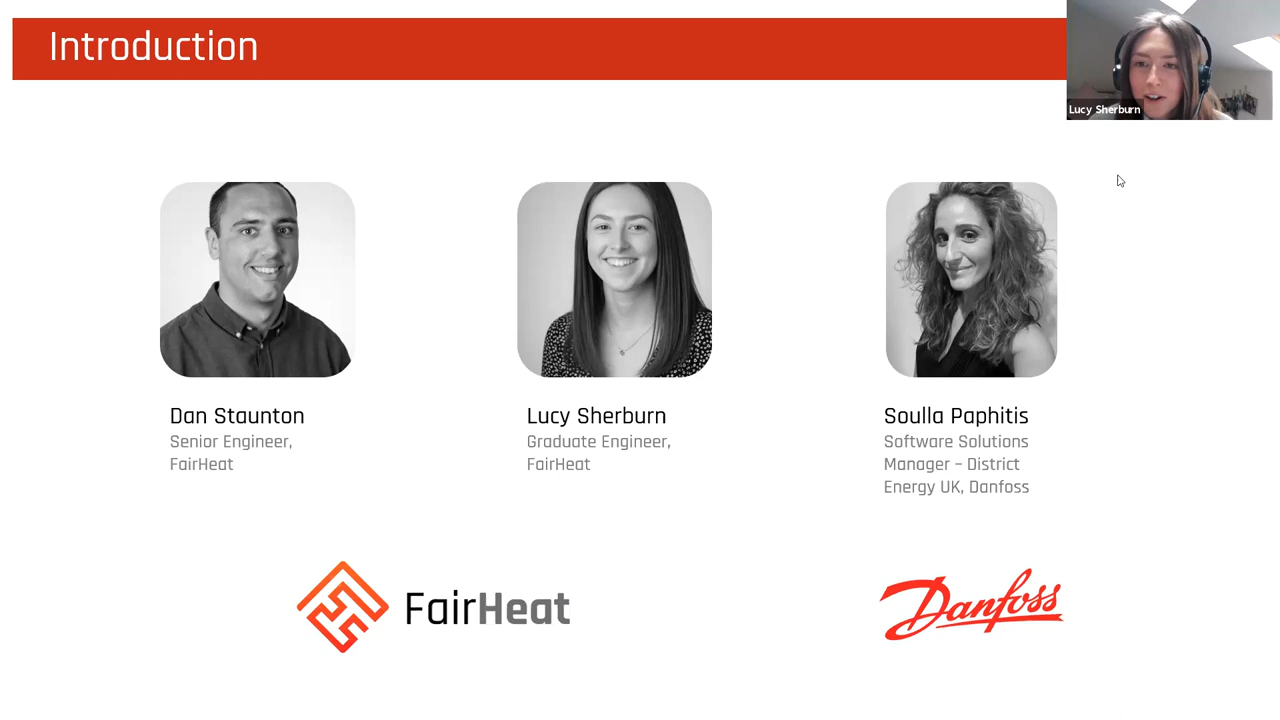 Introduction
Lucy Sherburn
Dan Staunton
Senior Engineer,
FairHeat
Lucy Sherburn
Graduate Engineer,
FairHeat
Soulla Paphitis
Software Solutions
Manager – District
Energy UK, Danfoss
FairHeat
Danfoss